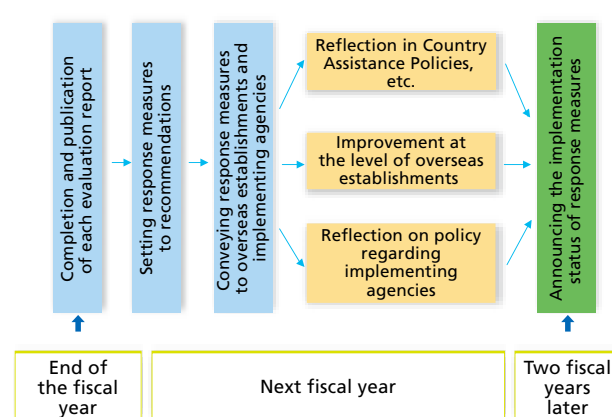 Completion and publication
of each evaluation report
Setting response measures
to recommendations
Conveying response measures
to overseas establishments and
implementing agencies
Reflection in Country
Assistance Policies,
etc.
Improvement at
the level of overseas
establishments
Reflection on policy
regarding
implementing
agencies
Announcing the implementation
status of response measures
End of
the fiscal
year
Next fiscal year
Two fiscal
years
later